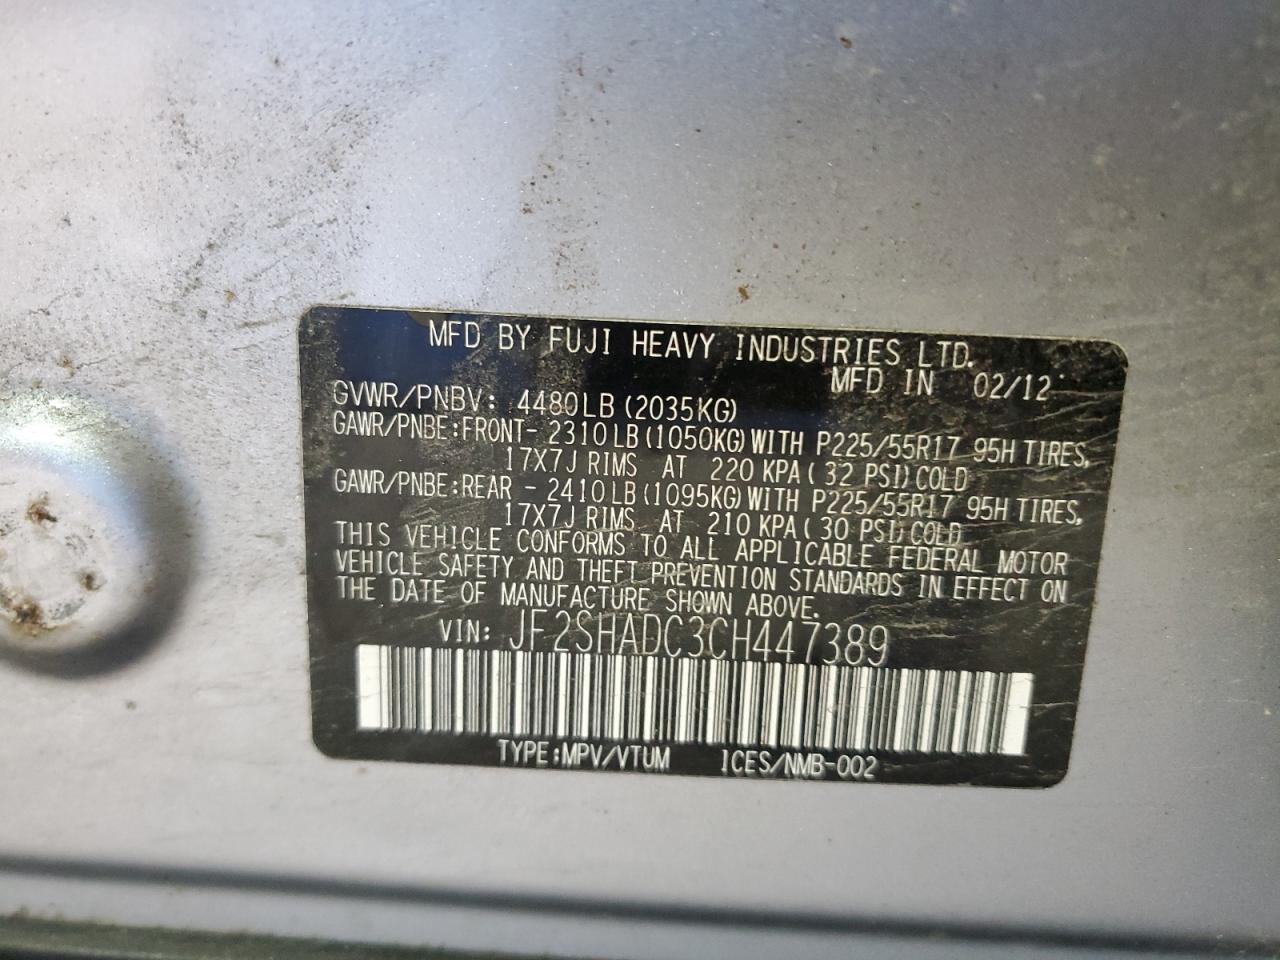 MFD BY FUJI HEAVY INDUSTRIES LTD.
MFD IN 02/12
GVWR/PNBV: 4480LB(2035KG)
GAWR/PNBE:FRONT- 2310LB(1050KG)WITH P225/55R17 95H TIRES,
17X7J RIMS AT 220 KPA( 32 PSI)COLD
GAWR/PNBE:REAR - 2410LB(1095KG)WITH P225/55R17 95H TIRES,
17X7J RIMS AT 210 KPA( 30 PSI)COLD
THIS VEHICLE CONFORMS TO ALL APPLICABLE FEDERAL MOTOR
VEHICLE SAFETY AND THEFT PREVENTION STANDARDS IN EFFECT ON
THE DATE OF MANUFACTURE SHOWN ABOVE.
VIN: JF2SHADC3CH447389
TYPE:MPV/VTUM ICES/NMB-002